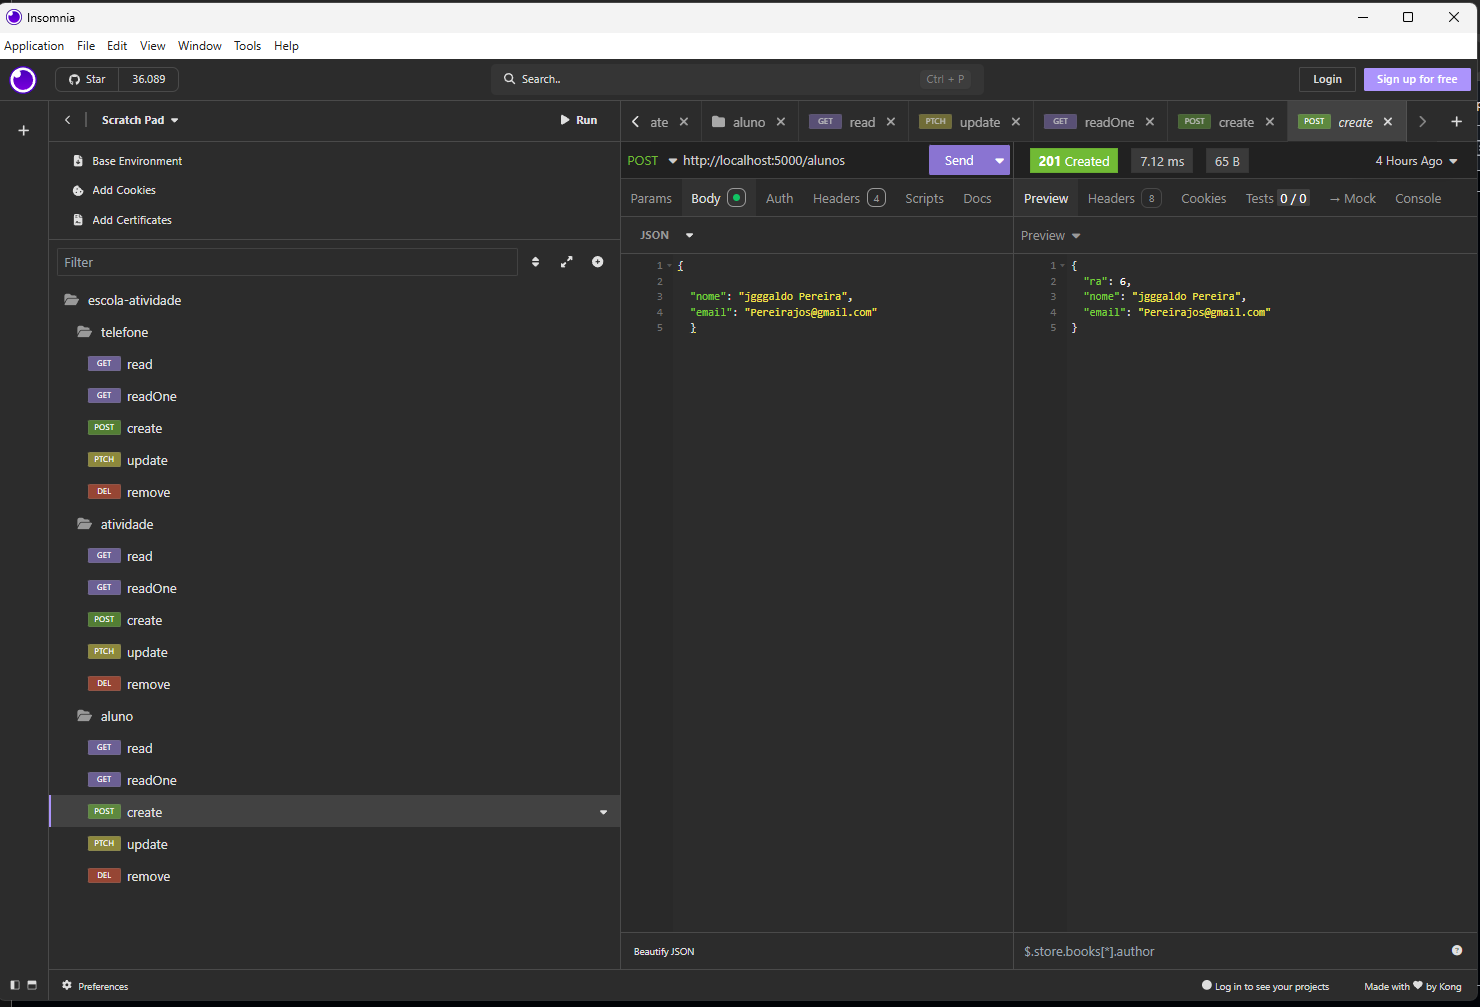 Insomnia
Application File Edit View Window Tools Help
Star 36.089
Search.. Ctrl + P
Login
Sign up for free
Scratch Pad
Run
Base Environment
Add Cookies
Add Certificates
Filter
escola-atividade
telefone
GET read
GET readOne
POST create
PTCH update
DEL remove
atividade
GET read
GET readOne
POST create
PTCH update
DEL remove
aluno
GET read
GET readOne
POST create
PTCH update
DEL remove
ate aluno GET read PTCH update GET readOne POST create POST create
POST http://localhost:5000/alunos Send
Params Body Auth Headers 4 Scripts Docs
JSON
1 {
2
3 "nome": "jgggaldo Pereira",
4 "email": "Pereirajos@gmail.com"
5 }
Beautify JSON
201 Created 7.12 ms 65 B 4 Hours Ago
Preview Headers 8 Cookies Tests 0 / 0 → Mock Console
Preview
1 {
2 "ra": 6,
3 "nome": "jgggaldo Pereira",
4 "email": "Pereirajos@gmail.com"
5 }
$.store.books[*].author
Preferences
Log in to see your projects
Made with ❤ by Kong